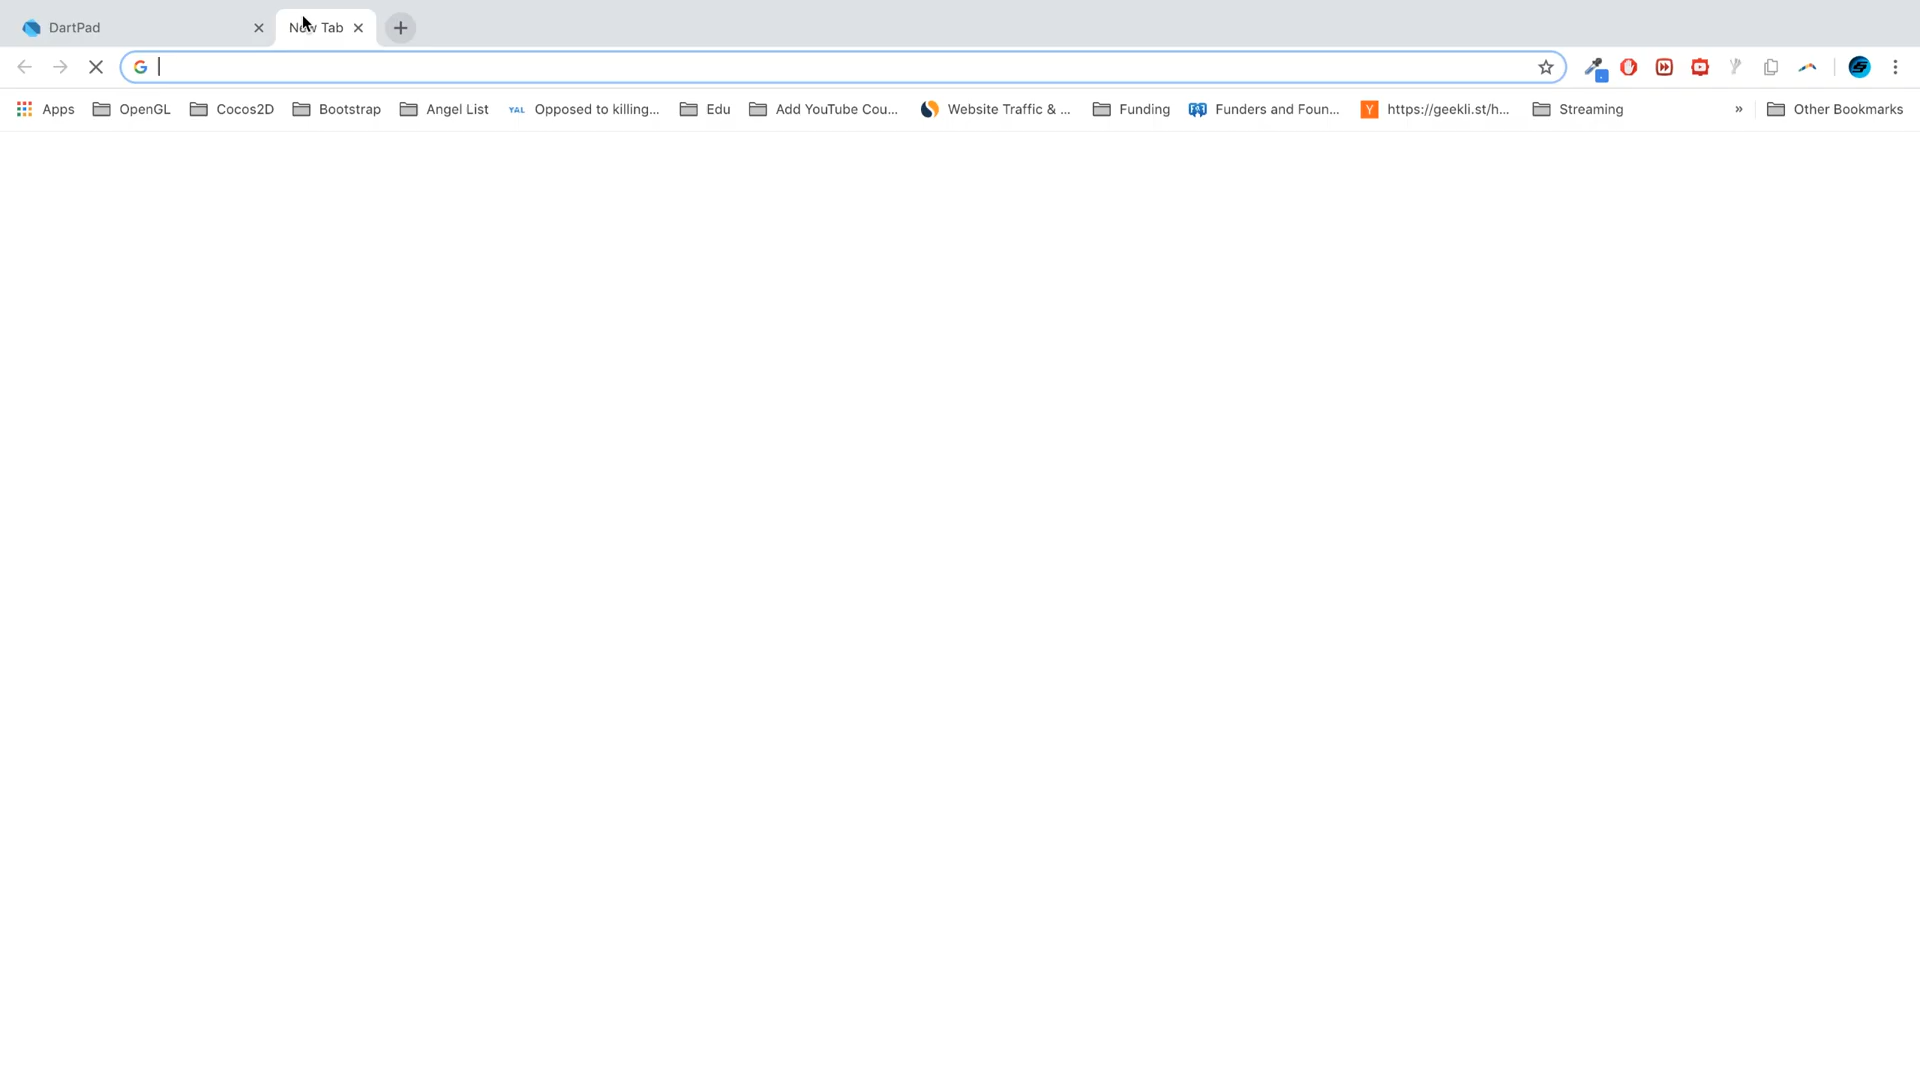 DartPad
New Tab
Apps
OpenGL
Cocos2D
Bootstrap
Angel List
YAL Opposed to killing...
Edu
Add YouTube Cou...
Website Traffic & ...
Funding
Funders and Foun...
Y https://geekli.st/h...
Streaming
»
Other Bookmarks